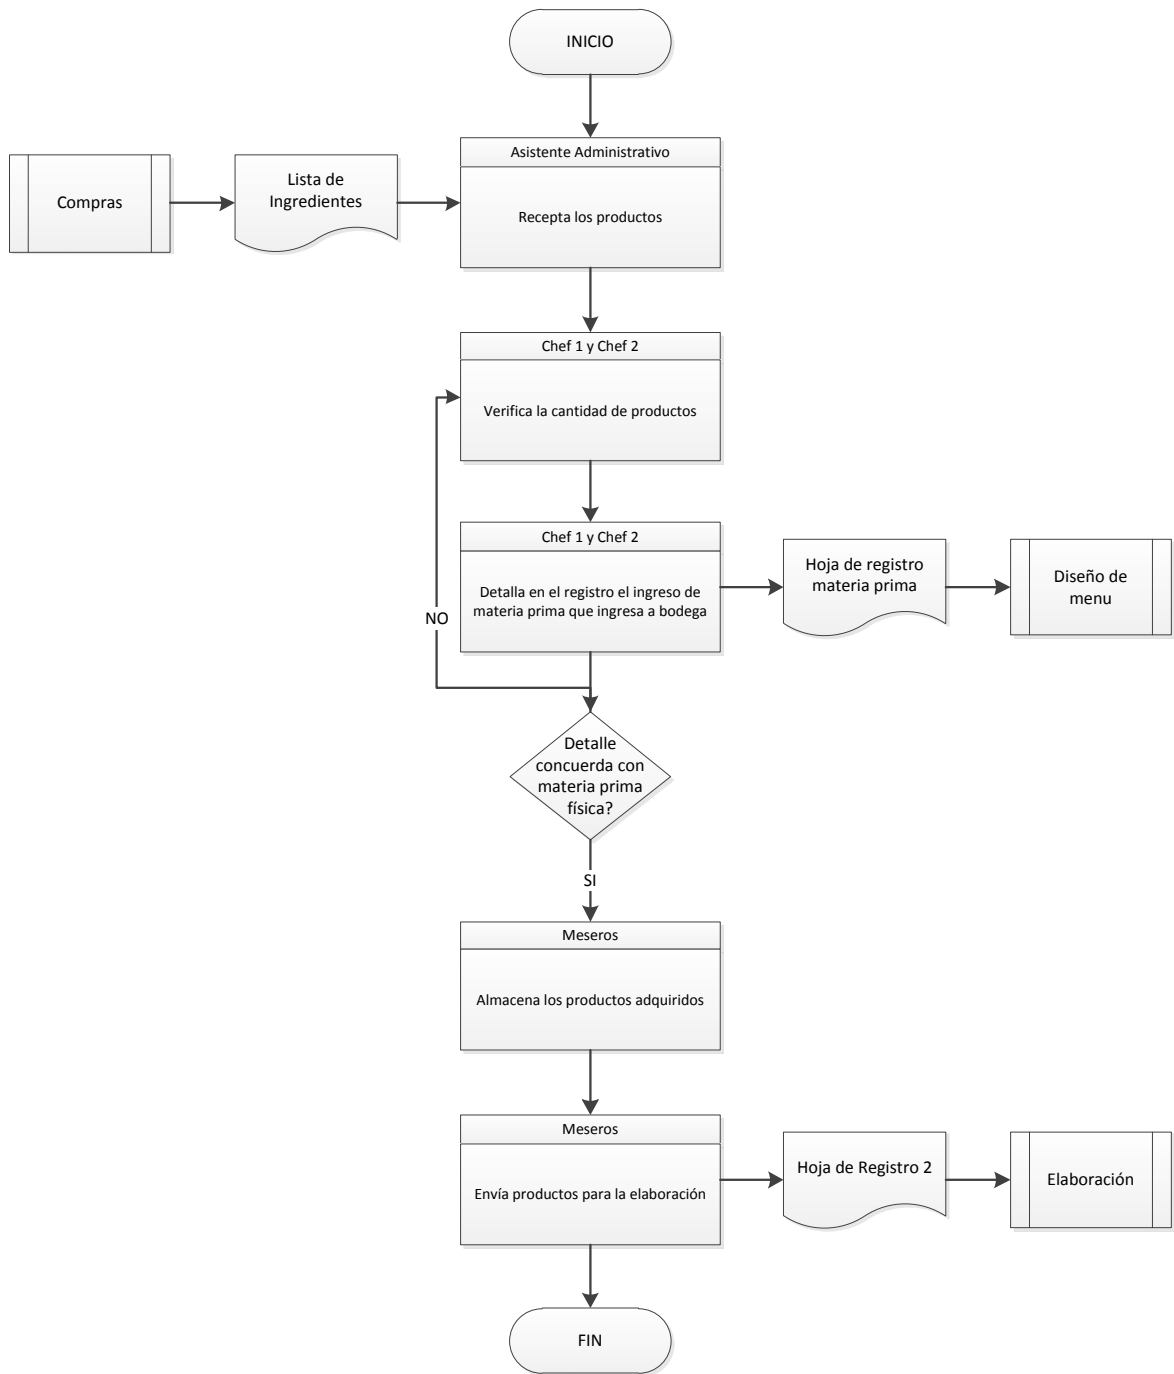 INICIO
Asistente Administrativo
Compras
Lista de
Ingredientes
Recepta los productos
Chef 1 y Chef 2
Verifica la cantidad de productos
Chef 1 y Chef 2
Detalla en el registro el ingreso de
materia prima que ingresa a bodega
Hoja de registro
materia prima
Diseño de
menu
NO
Detalle
concuerda con
materia prima
física?
SI
Meseros
Almacena los productos adquiridos
Meseros
Envía productos para la elaboración
Hoja de Registro 2
Elaboración
FIN